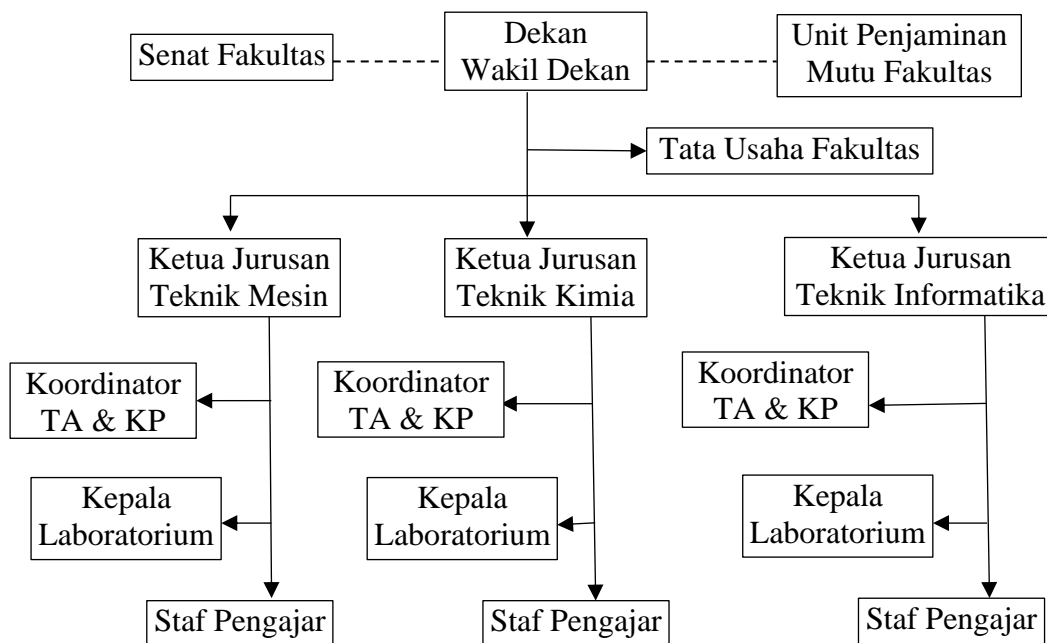 Senat Fakultas
Dekan
Wakil Dekan
Unit Penjaminan
Mutu Fakultas
Tata Usaha Fakultas
Ketua Jurusan
Teknik Mesin
Ketua Jurusan
Teknik Kimia
Ketua Jurusan
Teknik Informatika
Koordinator
TA & KP
Koordinator
TA & KP
Koordinator
TA & KP
Kepala
Laboratorium
Kepala
Laboratorium
Kepala
Laboratorium
Staf Pengajar
Staf Pengajar
Staf Pengajar